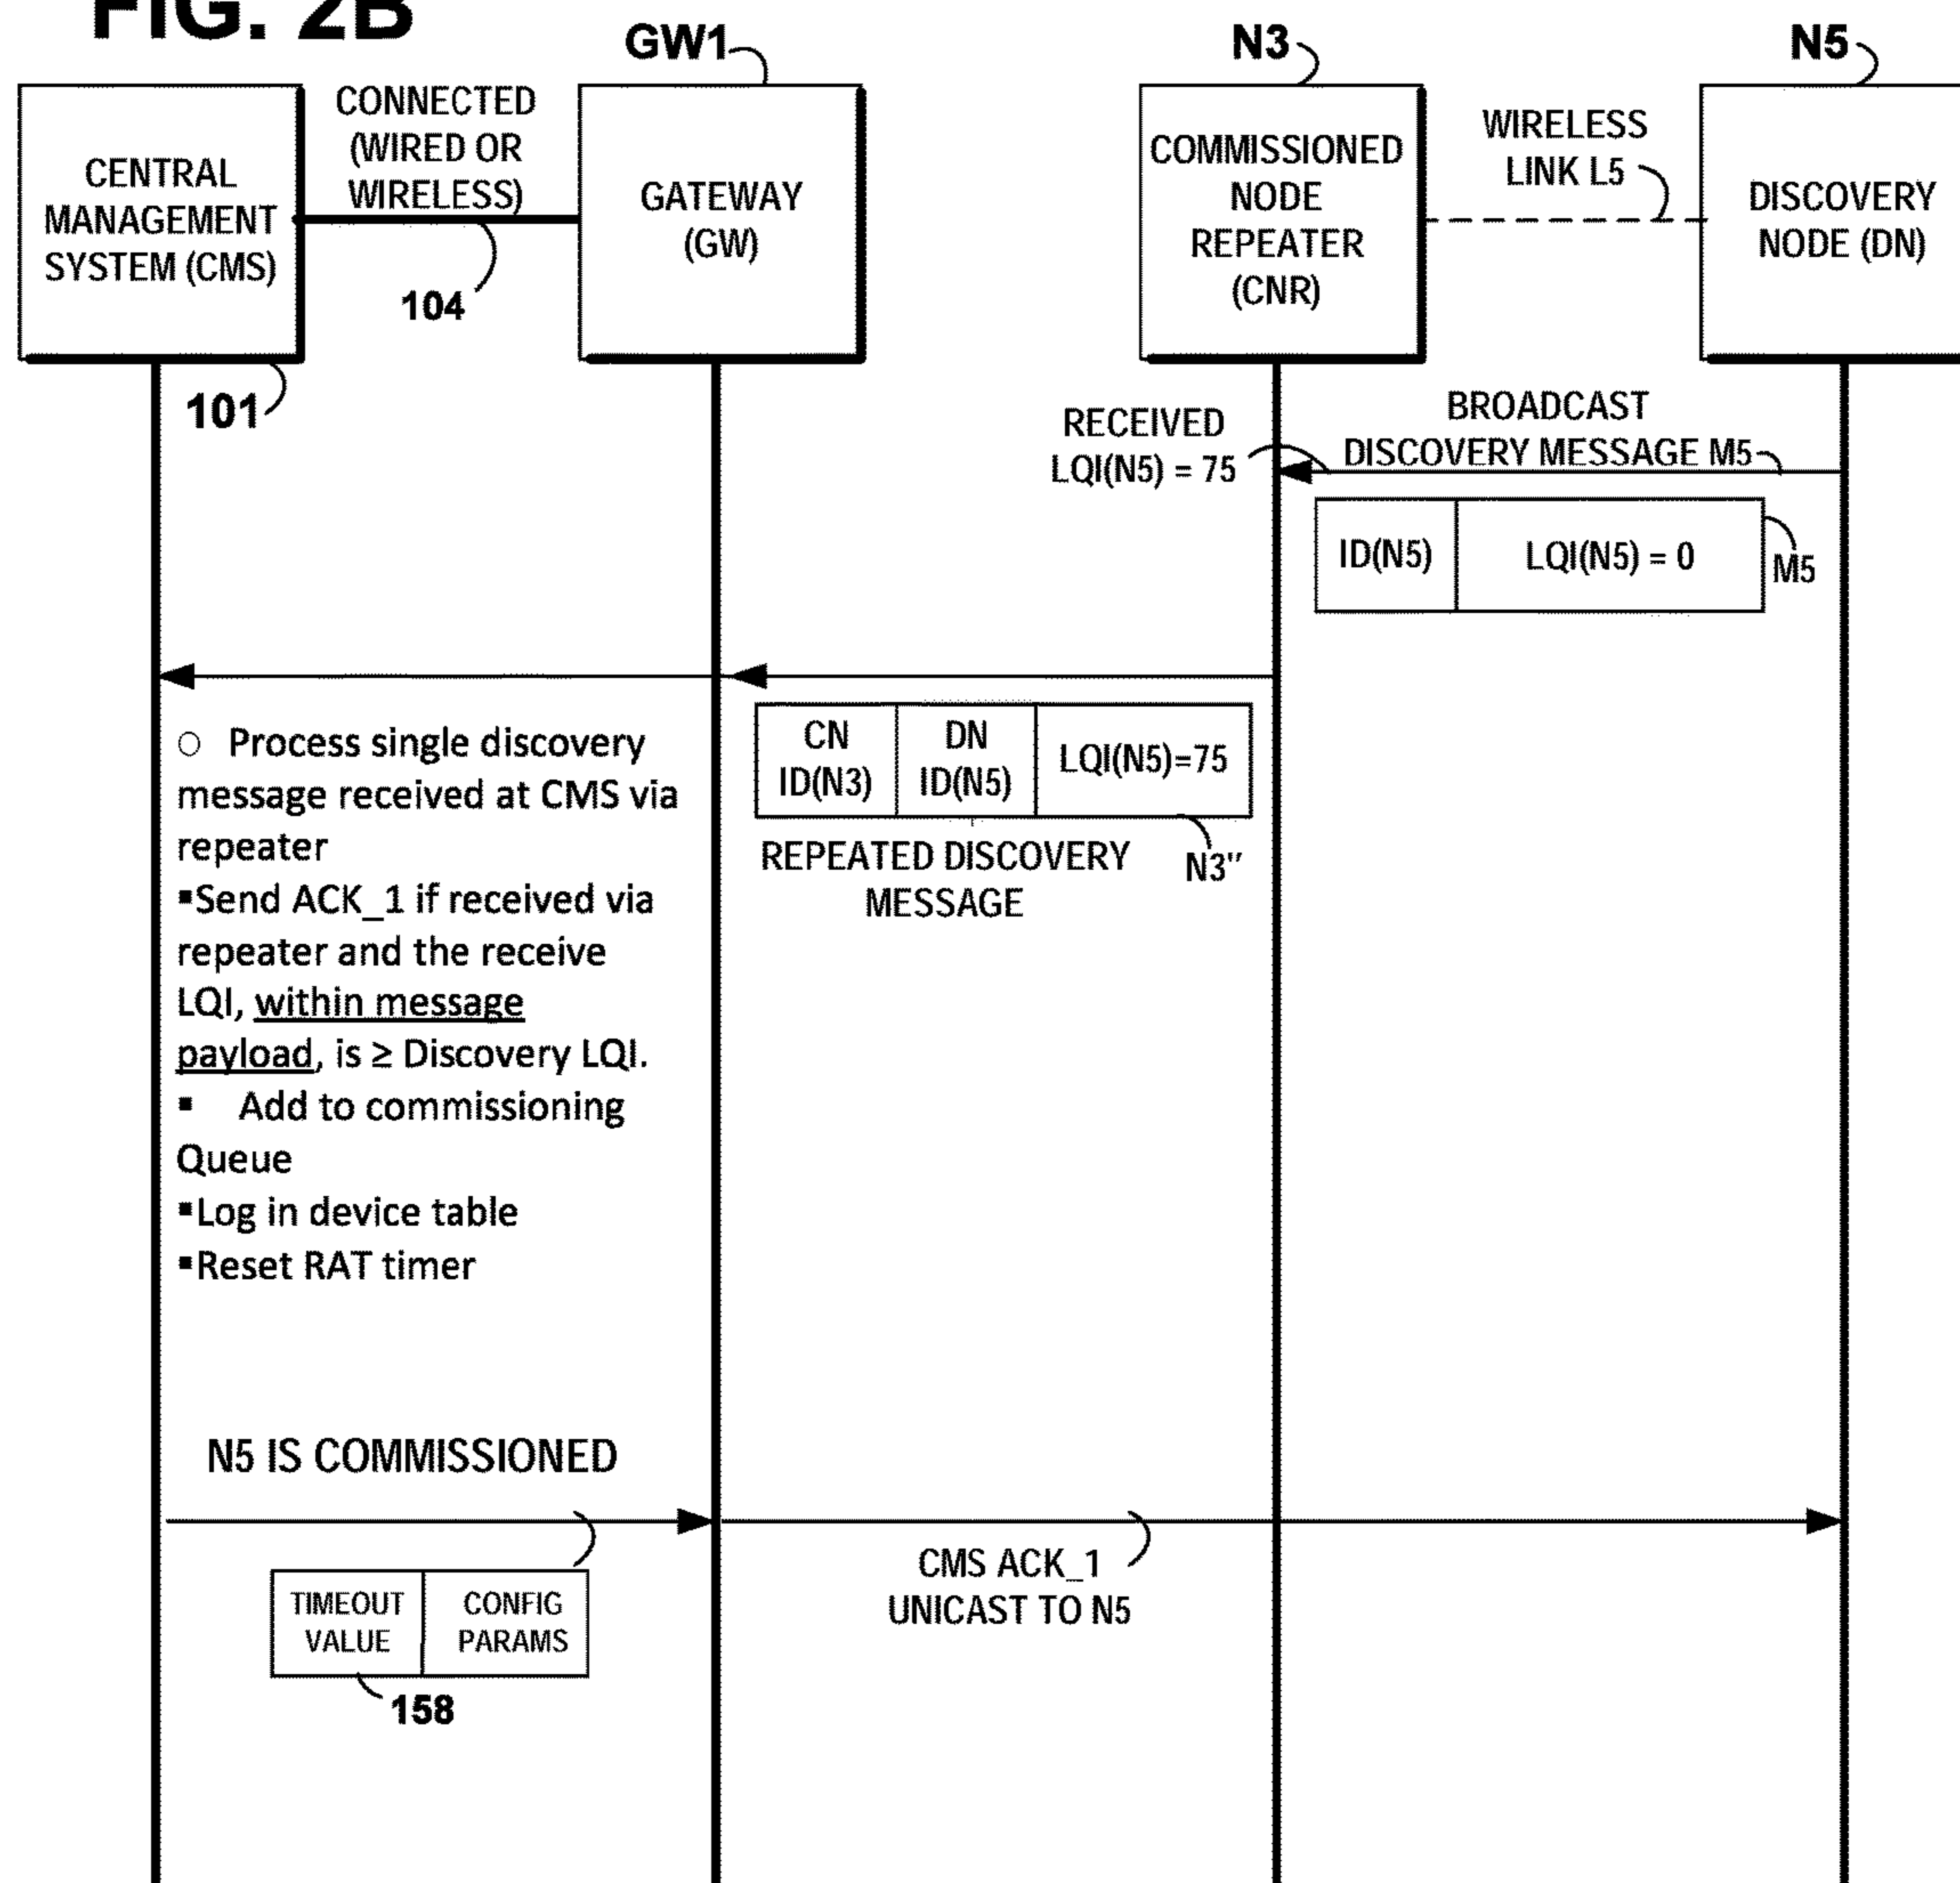 FIG. 2B
GW1
N3
N5
CENTRAL
MANAGEMENT
SYSTEM (CMS)
CONNECTED
(WIRED OR
WIRELESS)
104
GATEWAY
(GW)
COMMISSIONED
NODE
REPEATER
(CNR)
WIRELESS
LINK L5
DISCOVERY
NODE (DN)
101
RECEIVED
LQI(N5) = 75
BROADCAST
DISCOVERY MESSAGE M5
ID(N5)
LQI(N5) = 0
M5
CN
ID(N3)
DN
ID(N5)
LQI(N5)=75
REPEATED DISCOVERY
MESSAGE
N3"
○ Process single discovery
message received at CMS via
repeater
▪Send ACK_1 if received via
repeater and the receive
LQI, within message
payload, is ≥ Discovery LQI.
▪ Add to commissioning
Queue
▪Log in device table
▪Reset RAT timer
N5 IS COMMISSIONED
TIMEOUT
VALUE
CONFIG
PARAMS
158
CMS ACK_1
UNICAST TO N5